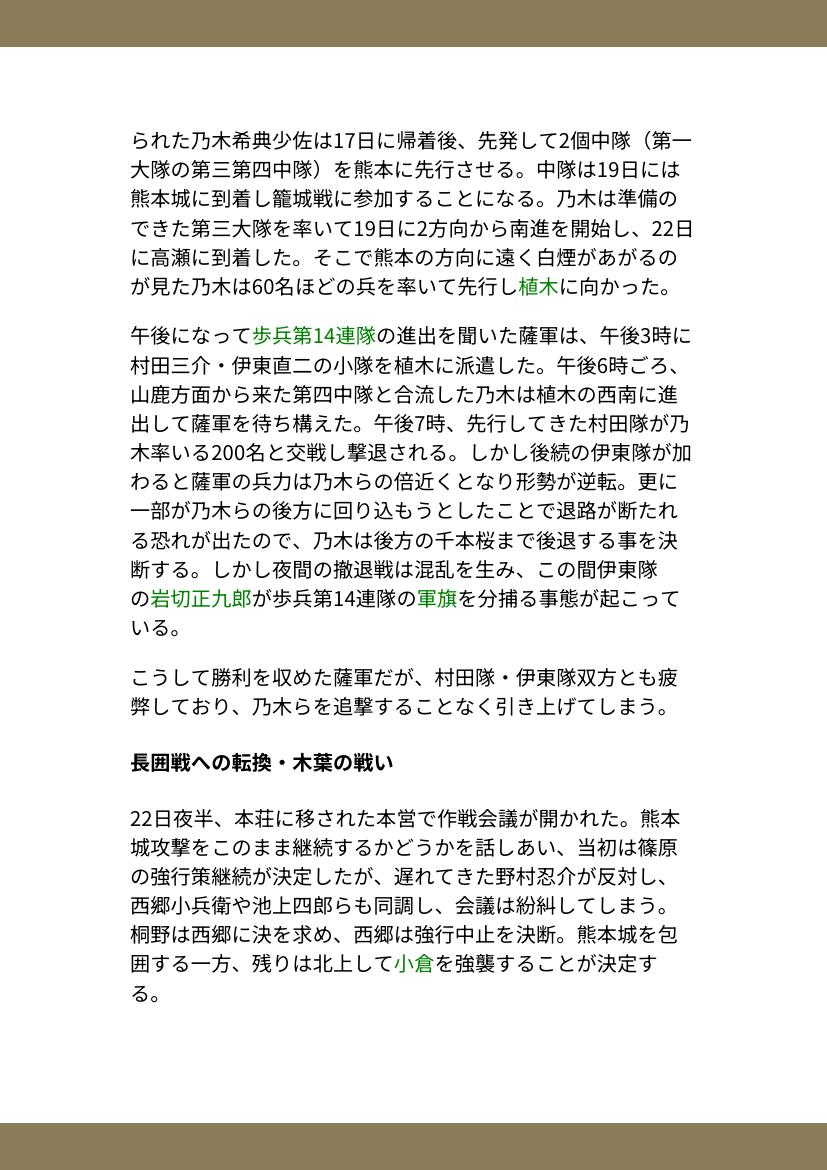 られた乃木希典少佐は17日に帰着後、先発して2個中隊（第一
大隊の第三第四中隊）を熊本に先行させる。中隊は19日には
熊本城に到着し籠城戦に参加することになる。乃木は準備の
できた第三大隊を率いて19日に2方向から南進を開始し、22日
に高瀬に到着した。そこで熊本の方向に遠く白煙があがるの
が見た乃木は60名ほどの兵を率いて先行し植木に向かった。
午後になって歩兵第14連隊の進出を聞いた薩軍は、午後3時に
村田三介・伊東直二の小隊を植木に派遣した。午後6時ごろ、
山鹿方面から来た第四中隊と合流した乃木は植木の西南に進
出して薩軍を待ち構えた。午後7時、先行してきた村田隊が乃
木率いる200名と交戦し撃退される。しかし後続の伊東隊が加
わると薩軍の兵力は乃木らの倍近くとなり形勢が逆転。更に
一部が乃木らの後方に回り込もうとしたことで退路が断たれ
る恐れが出たので、乃木は後方の千本桜まで後退する事を決
断する。しかし夜間の撤退戦は混乱を生み、この間伊東隊
の岩切正九郎が歩兵第14連隊の軍旗を分捕る事態が起こって
いる。
こうして勝利を収めた薩軍だが、村田隊・伊東隊双方とも疲
弊しており、乃木らを追撃することなく引き上げてしまう。
長囲戦への転換・木葉の戦い
22日夜半、本荘に移された本営で作戦会議が開かれた。熊本
城攻撃をこのまま継続するかどうかを話しあい、当初は篠原
の強行策継続が決定したが、遅れてきた野村忍介が反対し、
西郷小兵衛や池上四郎らも同調し、会議は紛糾してしまう。
桐野は西郷に決を求め、西郷は強行中止を決断。熊本城を包
囲する一方、残りは北上して小倉を強襲することが決定す
る。